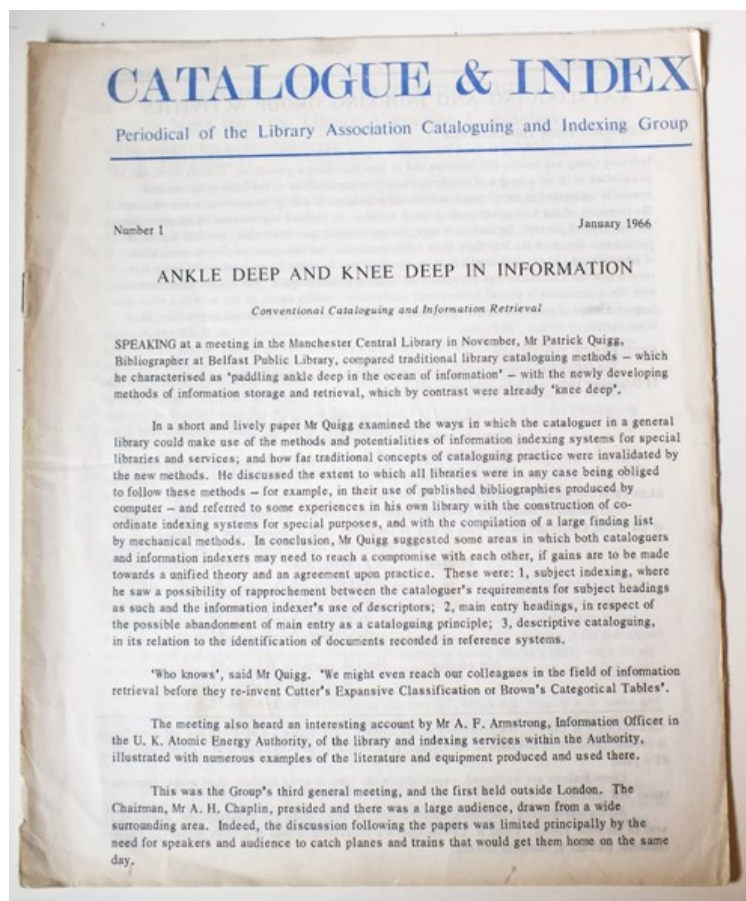 CATALOGUE & INDEX
Periodical of the Library Association Cataloguing and Indexing Group
Number 1
January 1966
ANKLE DEEP AND KNEE DEEP IN INFORMATION
Conventional Cataloguing and Information Retrieval
SPEAKING at a meeting in the Manchester Central Library in November, Mr Patrick Quigg,
Bibliographer at Belfast Public Library, compared traditional library cataloguing methods – which
he characterised as 'paddling ankle deep in the ocean of information' – with the newly developing
methods of information storage and retrieval, which by contrast were already 'knee deep'.
In a short and lively paper Mr Quigg examined the ways in which the cataloguer in a general
library could make use of the methods and potentialities of information indexing systems for special
libraries and services; and how far traditional concepts of cataloguing practice were invalidated by
the new methods. He discussed the extent to which all libraries were in any case being obliged
to follow these methods – for example, in their use of published bibliographies produced by
computer – and referred to some experiences in his own library with the construction of co-
ordinate indexing systems for special purposes, and with the compilation of a large finding list
by mechanical methods. In conclusion, Mr Quigg suggested some areas in which both cataloguers
and information indexers may need to reach a compromise with each other, if gains are to be made
towards a unified theory and an agreement upon practice. These were: 1, subject indexing, where
he saw a possibility of rapprochement between the cataloguer's requirements for subject headings
as such and the information indexer's use of descriptors; 2, main entry headings, in respect of
the possible abandonment of main entry as a cataloguing principle; 3, descriptive cataloguing,
in its relation to the identification of documents recorded in reference systems.
'Who knows', said Mr Quigg. 'We might even reach our colleagues in the field of information
retrieval before they re-invent Cutter's Expansive Classification or Brown's Categorical Tables'.
The meeting also heard an interesting account by Mr A. F. Armstrong, Information Officer in
the U. K. Atomic Energy Authority, of the library and indexing services within the Authority,
illustrated with numerous examples of the literature and equipment produced and used there.
This was the Group's third general meeting, and the first held outside London. The
Chairman, Mr A. H. Chaplin, presided and there was a large audience, drawn from a wide
surrounding area. Indeed, the discussion following the papers was limited principally by the
need for speakers and audience to catch planes and trains that would get them home on the same
day.